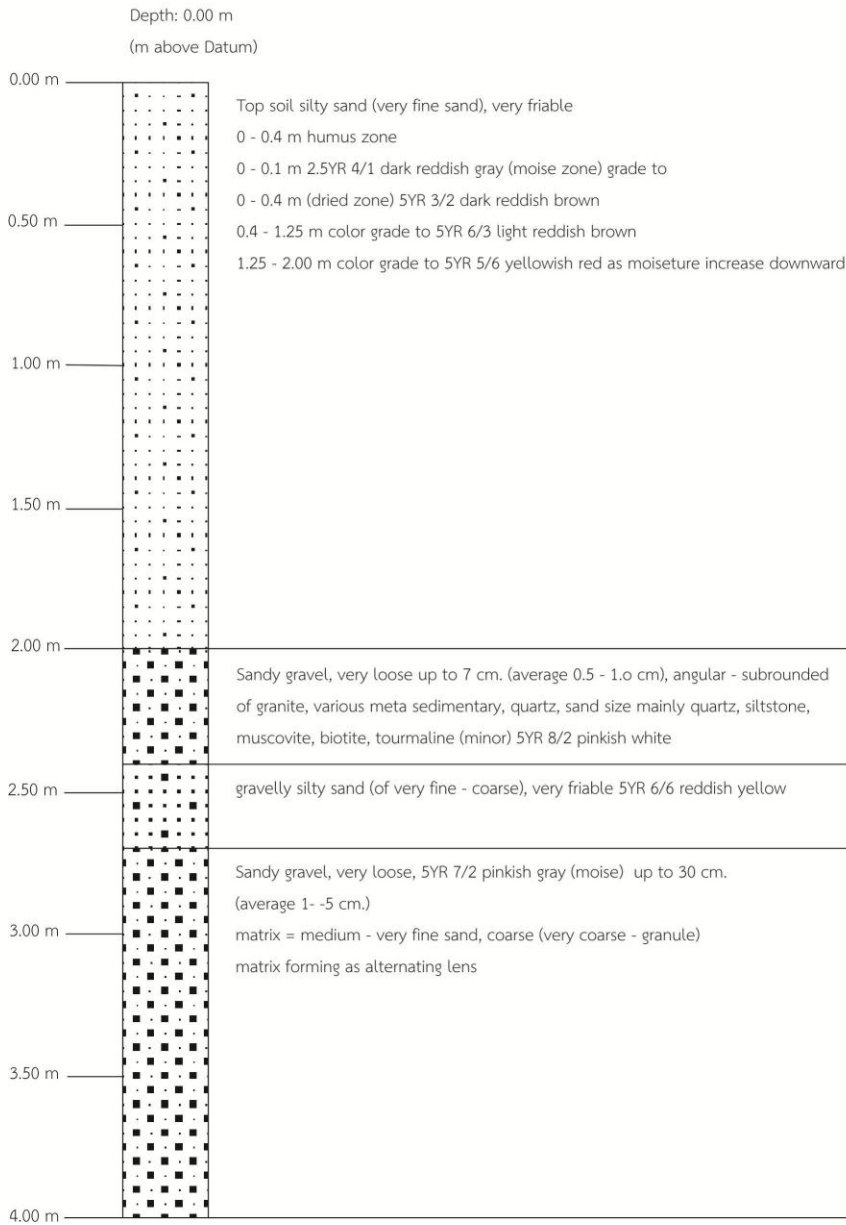 Depth: 0.00 m
(m above Datum)
0.00 m
Top soil silty sand (very fine sand), very friable
0 - 0.4 m humus zone
0 - 0.1 m 2.5YR 4/1 dark reddish gray (moise zone) grade to
0 - 0.4 m (dried zone) 5YR 3/2 dark reddish brown
0.50 m
0.4 - 1.25 m color grade to 5YR 6/3 light reddish brown
1.25 - 2.00 m color grade to 5YR 5/6 yellowish red as moiseture increase downward
1.00 m
1.50 m
2.00 m
Sandy gravel, very loose up to 7 cm. (average 0.5 - 1.o cm), angular - subrounded
of granite, various meta sedimentary, quartz, sand size mainly quartz, siltstone,
muscovite, biotite, tourmaline (minor) 5YR 8/2 pinkish white
2.50 m
gravelly silty sand (of very fine - coarse), very friable 5YR 6/6 reddish yellow
Sandy gravel, very loose, 5YR 7/2 pinkish gray (moise) up to 30 cm.
(average 1- -5 cm.)
3.00 m
matrix = medium - very fine sand, coarse (very coarse - granule)
matrix forming as alternating lens
3.50 m
4.00 m